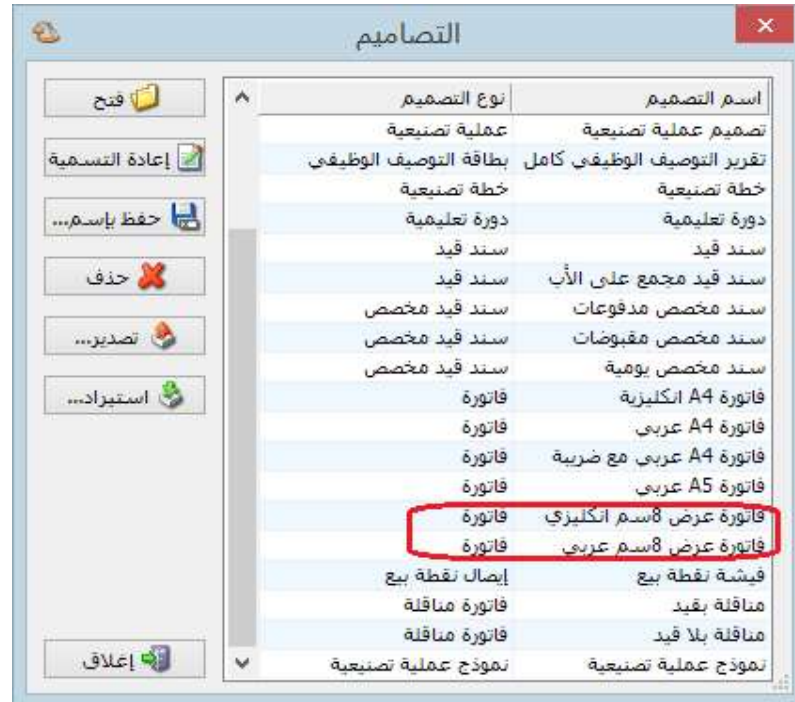 التصاميم
اسم التصميم نوع التصميم
تصميم عملية تصنيعية عملية تصنيعية
تقرير التوصيف الوظيفي كامل بطاقة التوصيف الوظيفي
خطة تصنيعية خطة تصنيعية
دورة تعليمية دورة تعليمية
سند قيد سند قيد
سند قيد مجمع على الأب سند قيد
سند مخصص مدفوعات سند قيد مخصص
سند مخصص مقبوضات سند قيد مخصص
سند مخصص يومية سند قيد مخصص
فاتورة A4 انكليزية فاتورة
فاتورة A4 عربي فاتورة
فاتورة A4 عربي مع ضريبة فاتورة
فاتورة A5 عربي فاتورة
فاتورة عرض 8سم انكليزي فاتورة
فاتورة عرض 8سم عربي فاتورة
فيشة نقطة بيع إيصال نقطة بيع
مناقلة بقيد فاتورة مناقلة
مناقلة بلا قيد فاتورة مناقلة
نموذج عملية تصنيعية نموذج عملية تصنيعية
فتح
إعادة التسمية
حفظ بإسم...
حذف
تصدير...
استيراد...
إغلاق